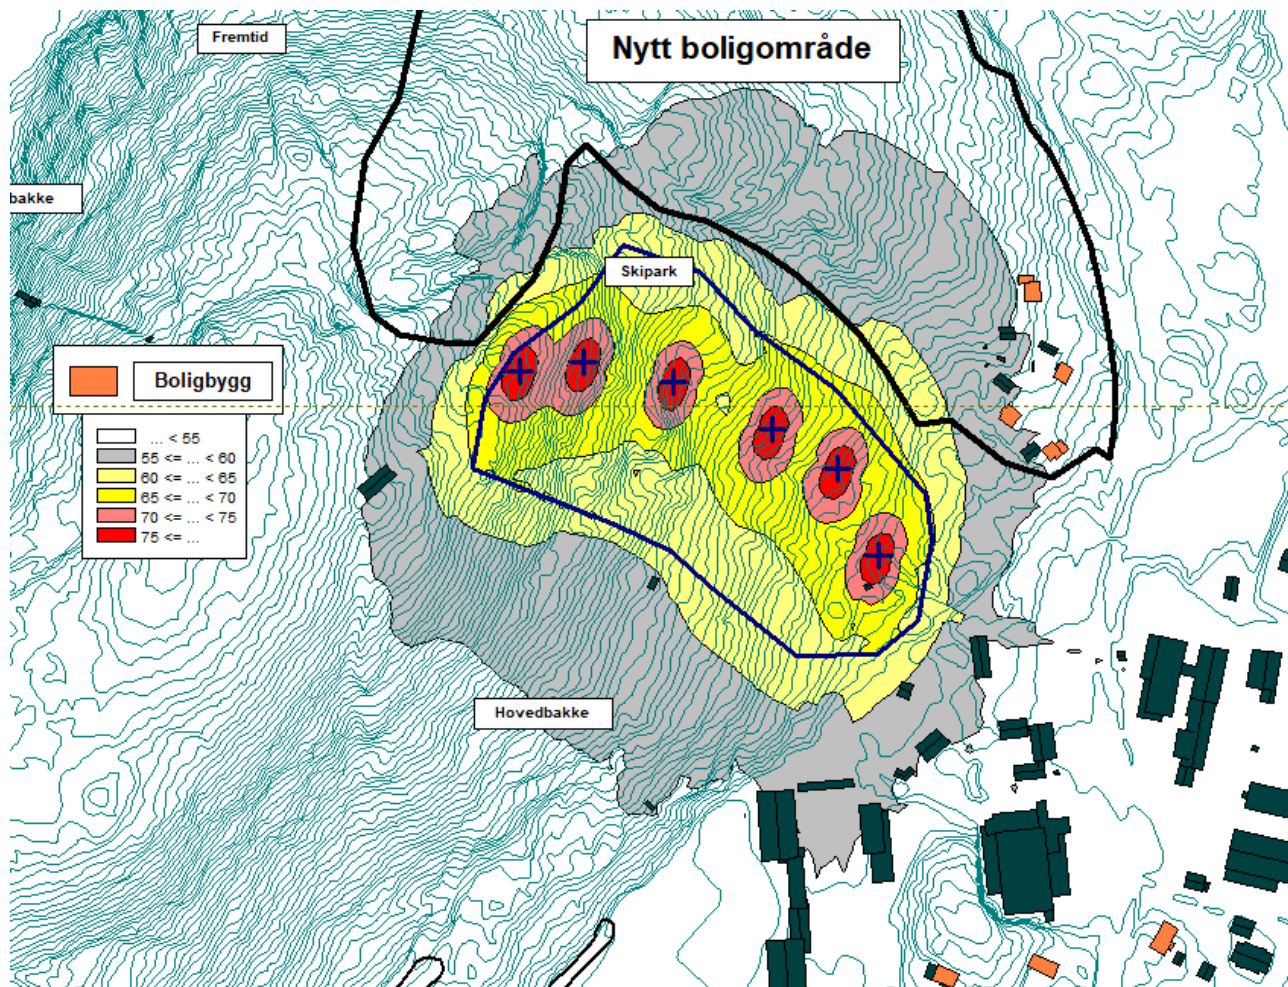 Fremtid
Nytt boligområde
bakke
Skipark
Boligbygg
... < 55
55 <= ... < 60
60 <= ... < 65
65 <= ... < 70
70 <= ... < 75
75 <= ...
Hovedbakke